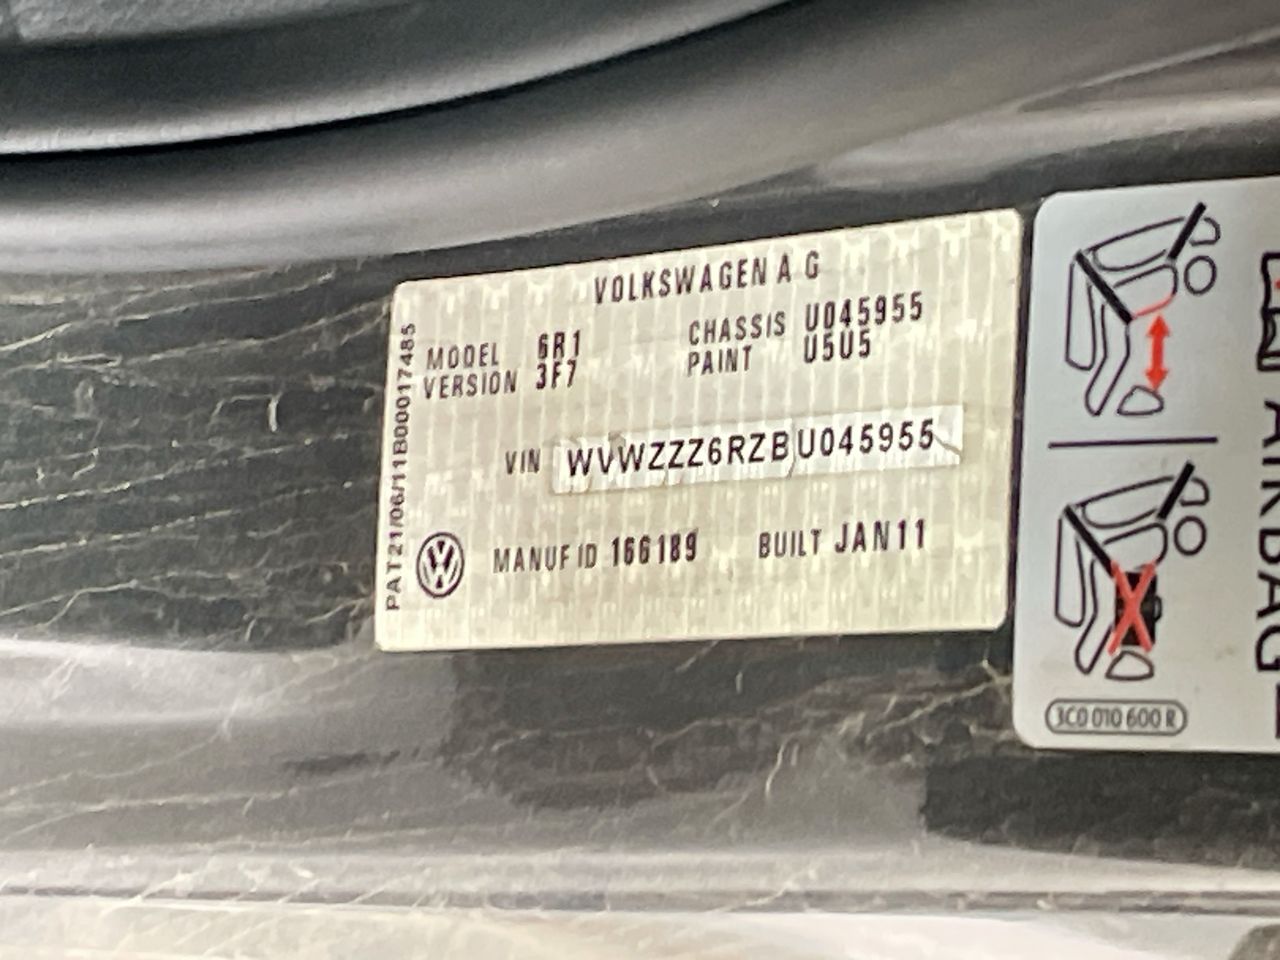 VOLKSWAGEN A G
MODEL 6R1 CHASSIS U045955
VERSION 3F7 PAINT U5U5
VIN WVWZZZ6RZBU045955
MANUF ID 166189 BUILT JAN11
PAT21/06/11B00017485
3C0 010 600 R
AIRBAG